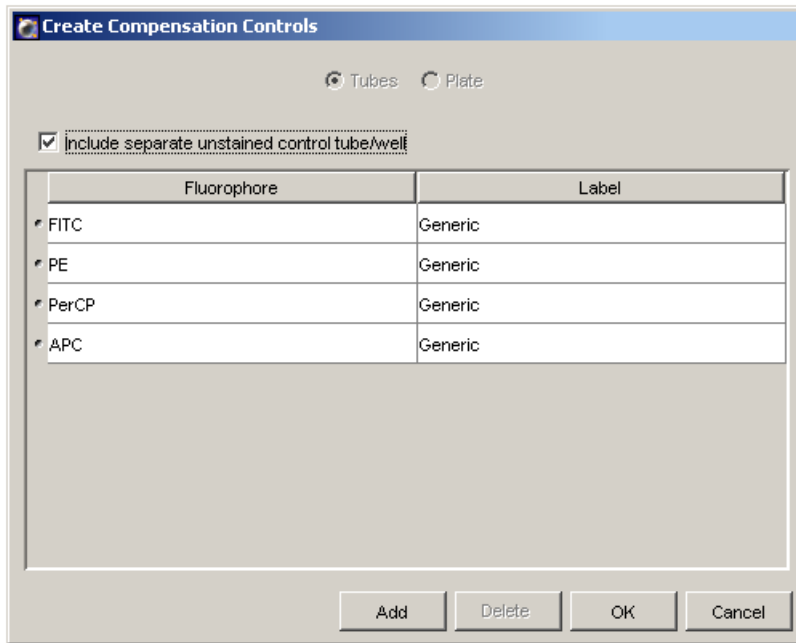 Create Compensation Controls
Tubes Plate
Include separate unstained control tube/well
Fluorophore Label
FITC Generic
PE Generic
PerCP Generic
APC Generic
Add Delete OK Cancel